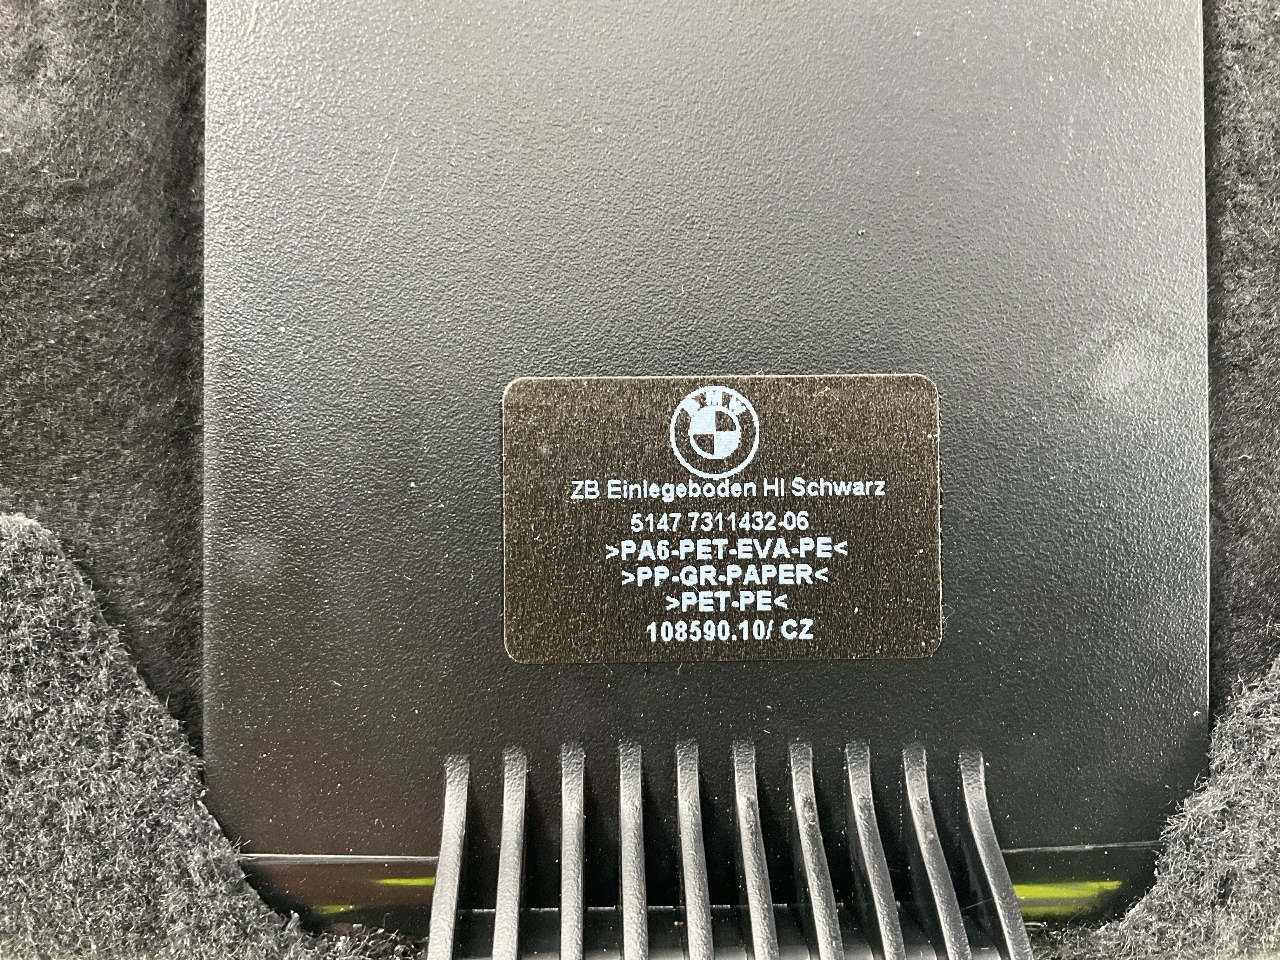 BMW
ZB Einlegeboden HI Schwarz
5147 7311432-06
>PA6-PET-EVA-PE<
>PP-GR-PAPER<
>PET-PE<
108590.10/ CZ